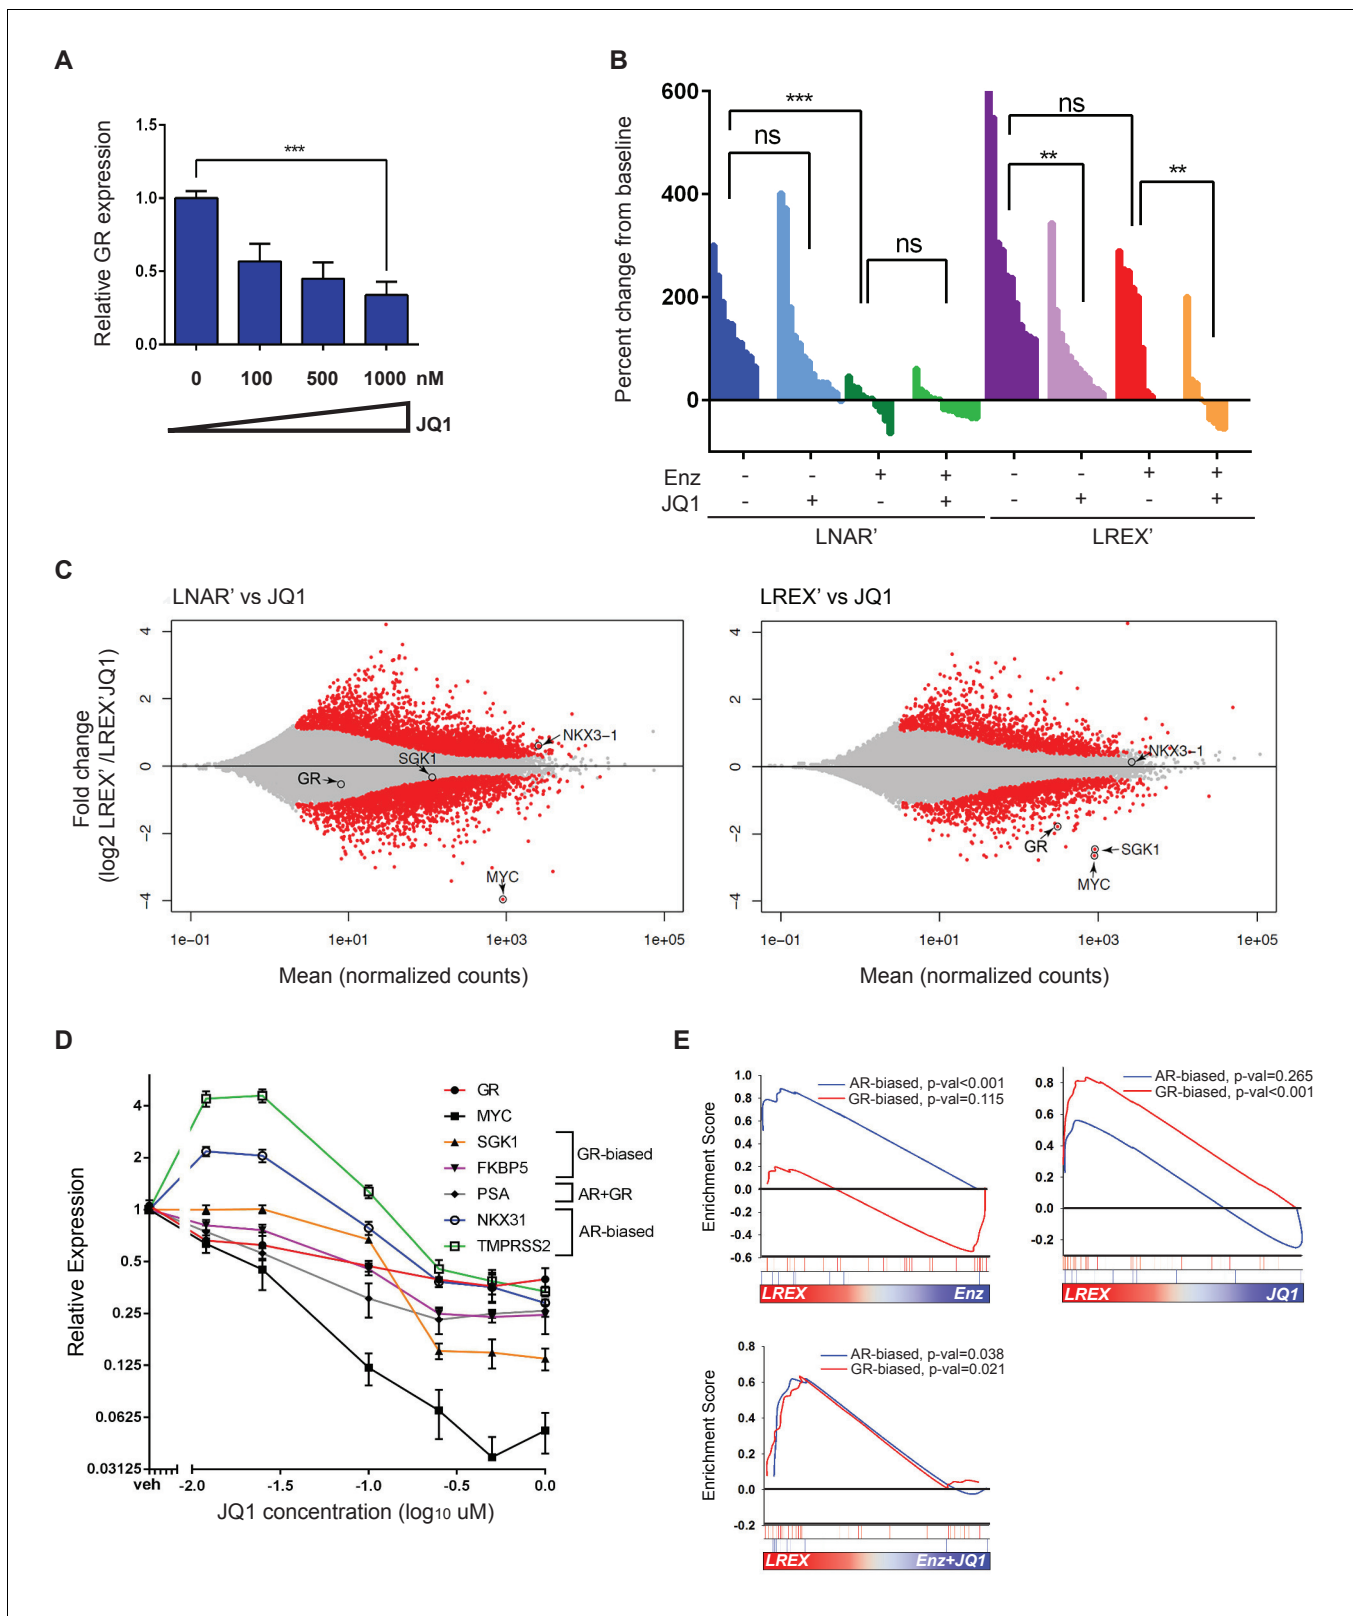 A
Relative GR expression
1.5
1.0
0.5
0.0
***
0 100 500 1000 nM
JQ1
B
Percent change from baseline
600
400
200
0
***
ns
ns
ns
**
**
Enz - - + + - - + +
JQ1 - + - + - + - +
LNAR' LREX'
C
LNAR' vs JQ1
Fold change
(log2 LREX' /LREX'JQ1)
4
2
0
-2
-4
NKX3-1
SGK1
GR
MYC
1e-01 1e+01 1e+03 1e+05
Mean (normalized counts)
LREX' vs JQ1
4
2
0
-2
-4
NKX3-1
GR
SGK1
MYC
1e-01 1e+01 1e+03 1e+05
Mean (normalized counts)
D
Relative Expression
4
2
1
0.5
0.25
0.125
0.0625
0.03125
GR
MYC
SGK1
FKBP5
GR-biased
PSA
AR+GR
NKX31
TMPRSS2
AR-biased
veh -2.0 -1.5 -1.0 -0.5 0.0
JQ1 concentration (log10 uM)
E
Enrichment Score
1.0
0.8
0.6
0.4
0.2
0.0
-0.2
-0.4
-0.6
AR-biased, p-val<0.001
GR-biased, p-val=0.115
LREX Enz
0.8
0.6
0.4
0.2
0.0
-0.2
AR-biased, p-val=0.265
GR-biased, p-val<0.001
LREX JQ1
Enrichment Score
0.8
0.6
0.4
0.2
0.0
-0.2
AR-biased, p-val=0.038
GR-biased, p-val=0.021
LREX Enz+JQ1